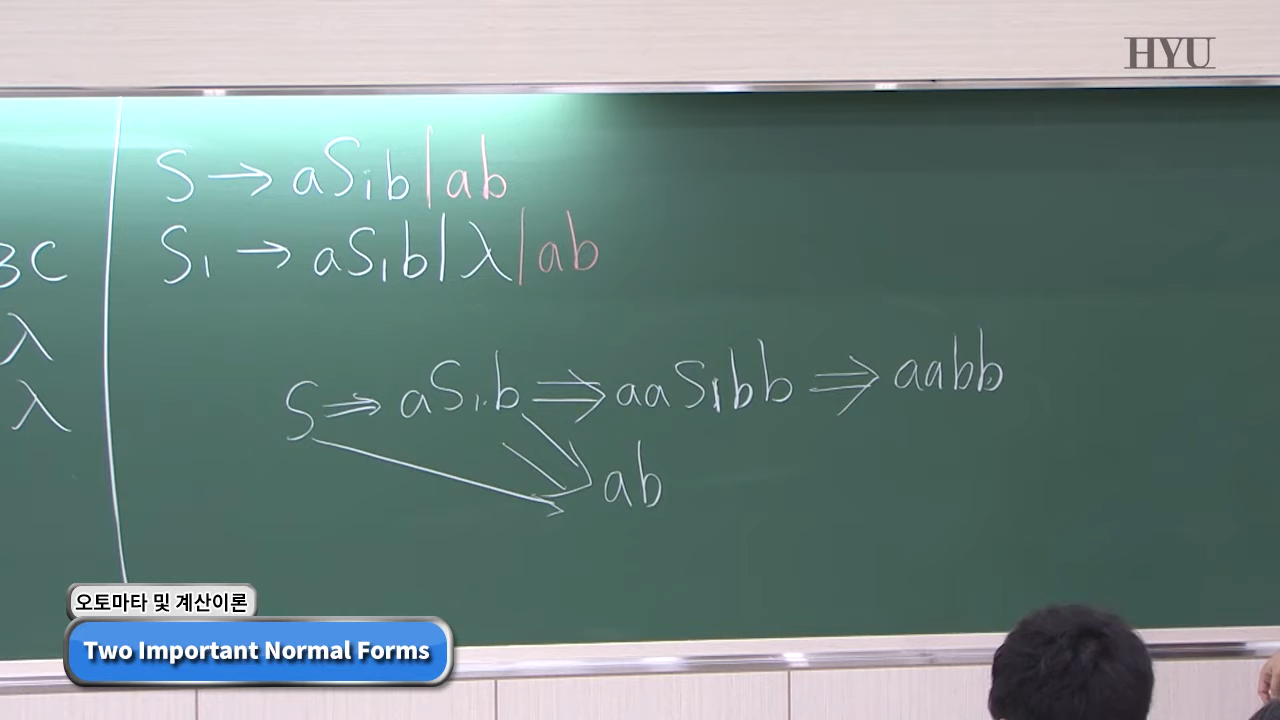 HYU
S → aS₁b|ab
S₁ → aS₁b|λ|ab
BC
λ
λ
S ⇒ aS₁b ⇒ aaS₁bb ⇒ aabb
ab
오토마타 및 계산이론
Two Important Normal Forms